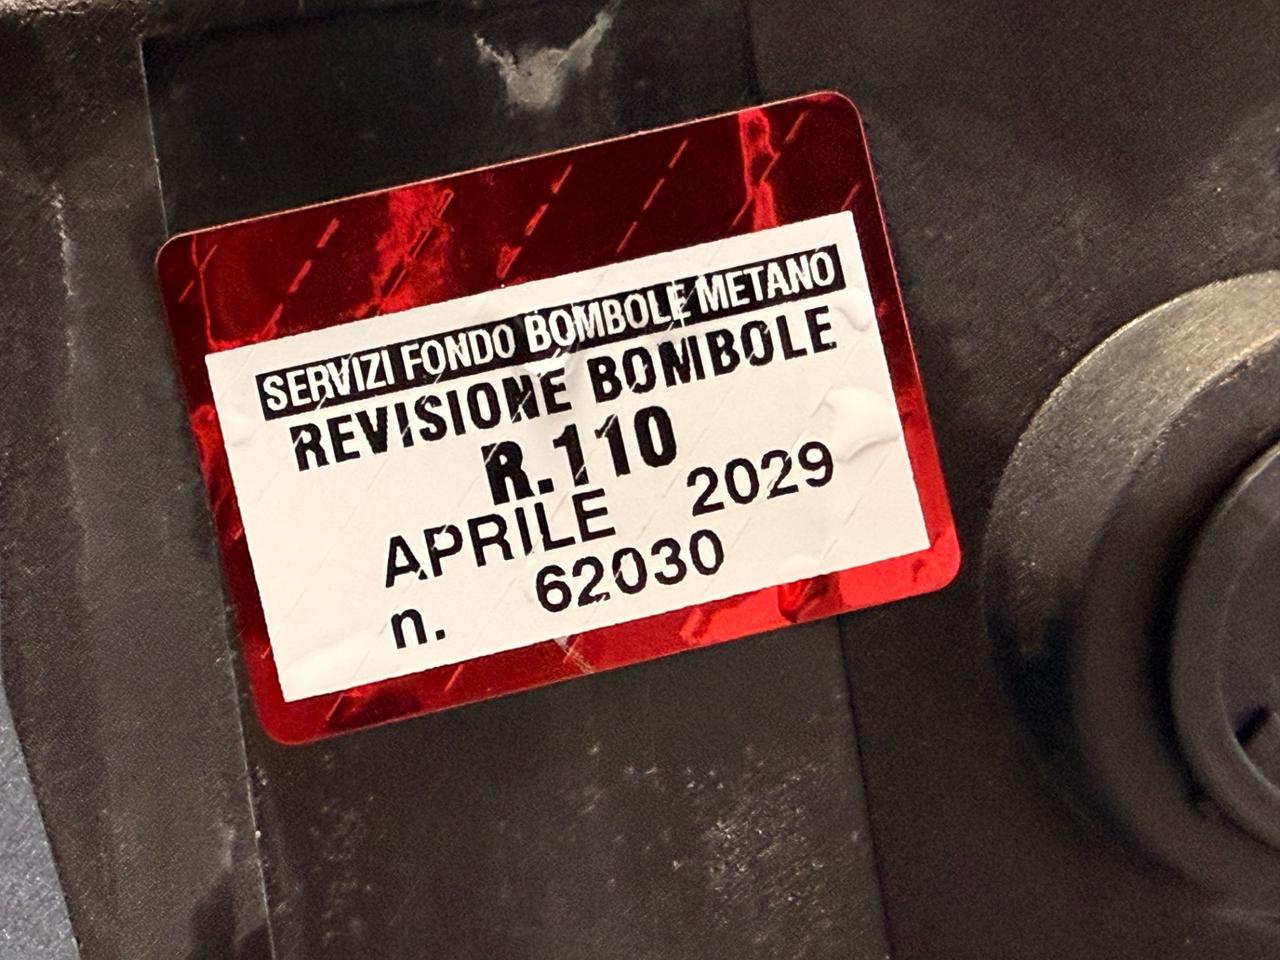 SERVIZI FONDO BOMBOLE METANO
REVISIONE BOMBOLE
R.110
APRILE 2029
n. 62030